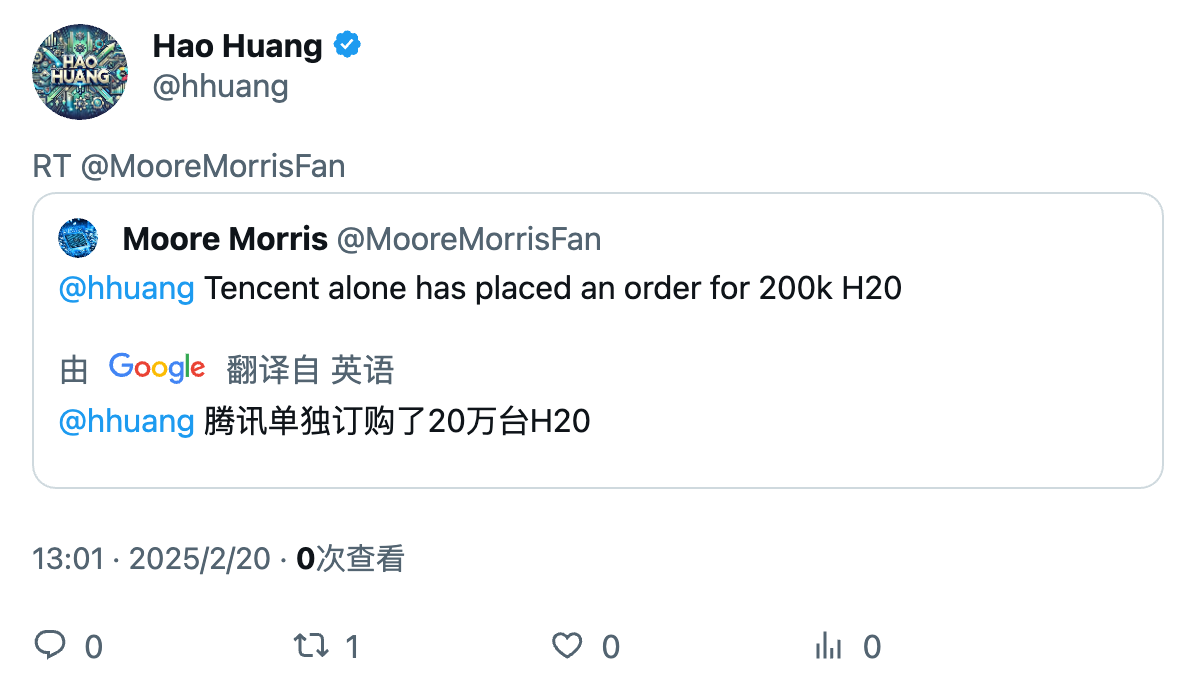 HAO
HUANG
Hao Huang
@hhuang
RT @MooreMorrisFan
Moore Morris @MooreMorrisFan
@hhuang Tencent alone has placed an order for 200k H20
由 Google 翻译自 英语
@hhuang 腾讯单独订购了20万台H20
13:01 · 2025/2/20 · 0次查看
0 1 0 0